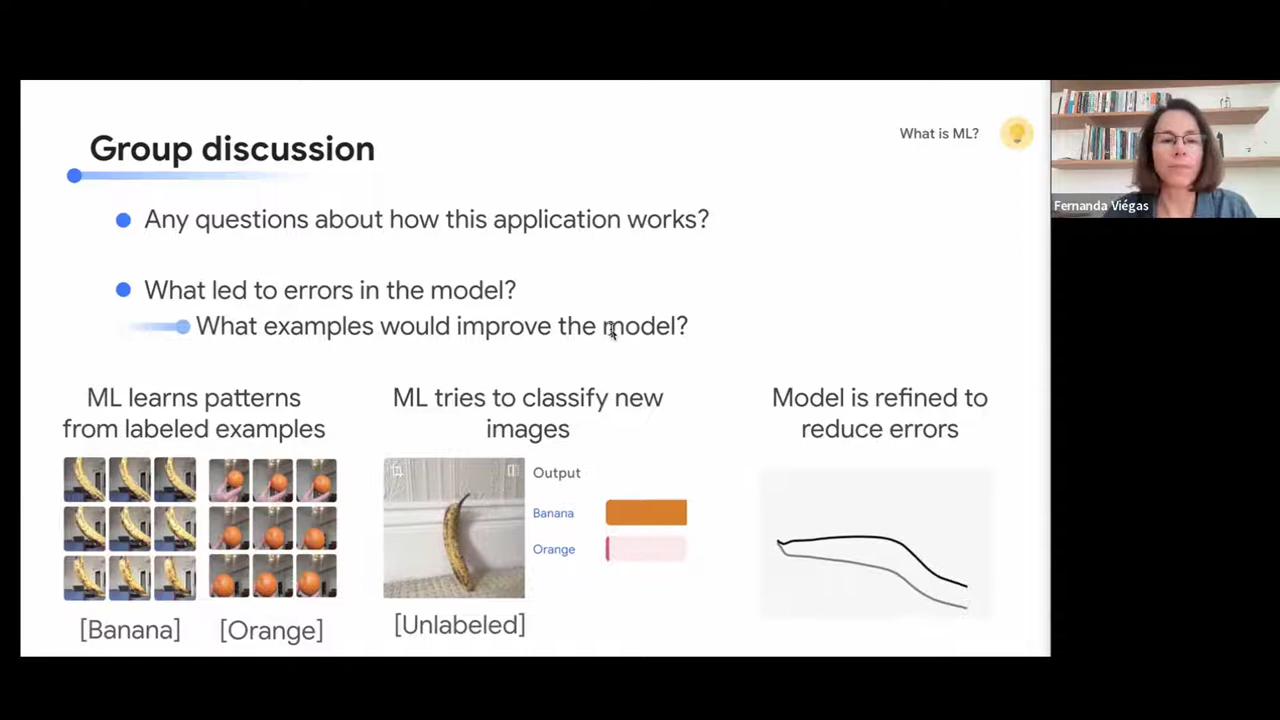 Group discussion
What is ML?
Fernanda Viégas
Any questions about how this application works?
What led to errors in the model?
What examples would improve the model?
ML learns patterns
from labeled examples
[Banana]
[Orange]
ML tries to classify new
images
Output
Banana
Orange
[Unlabeled]
Model is refined to
reduce errors